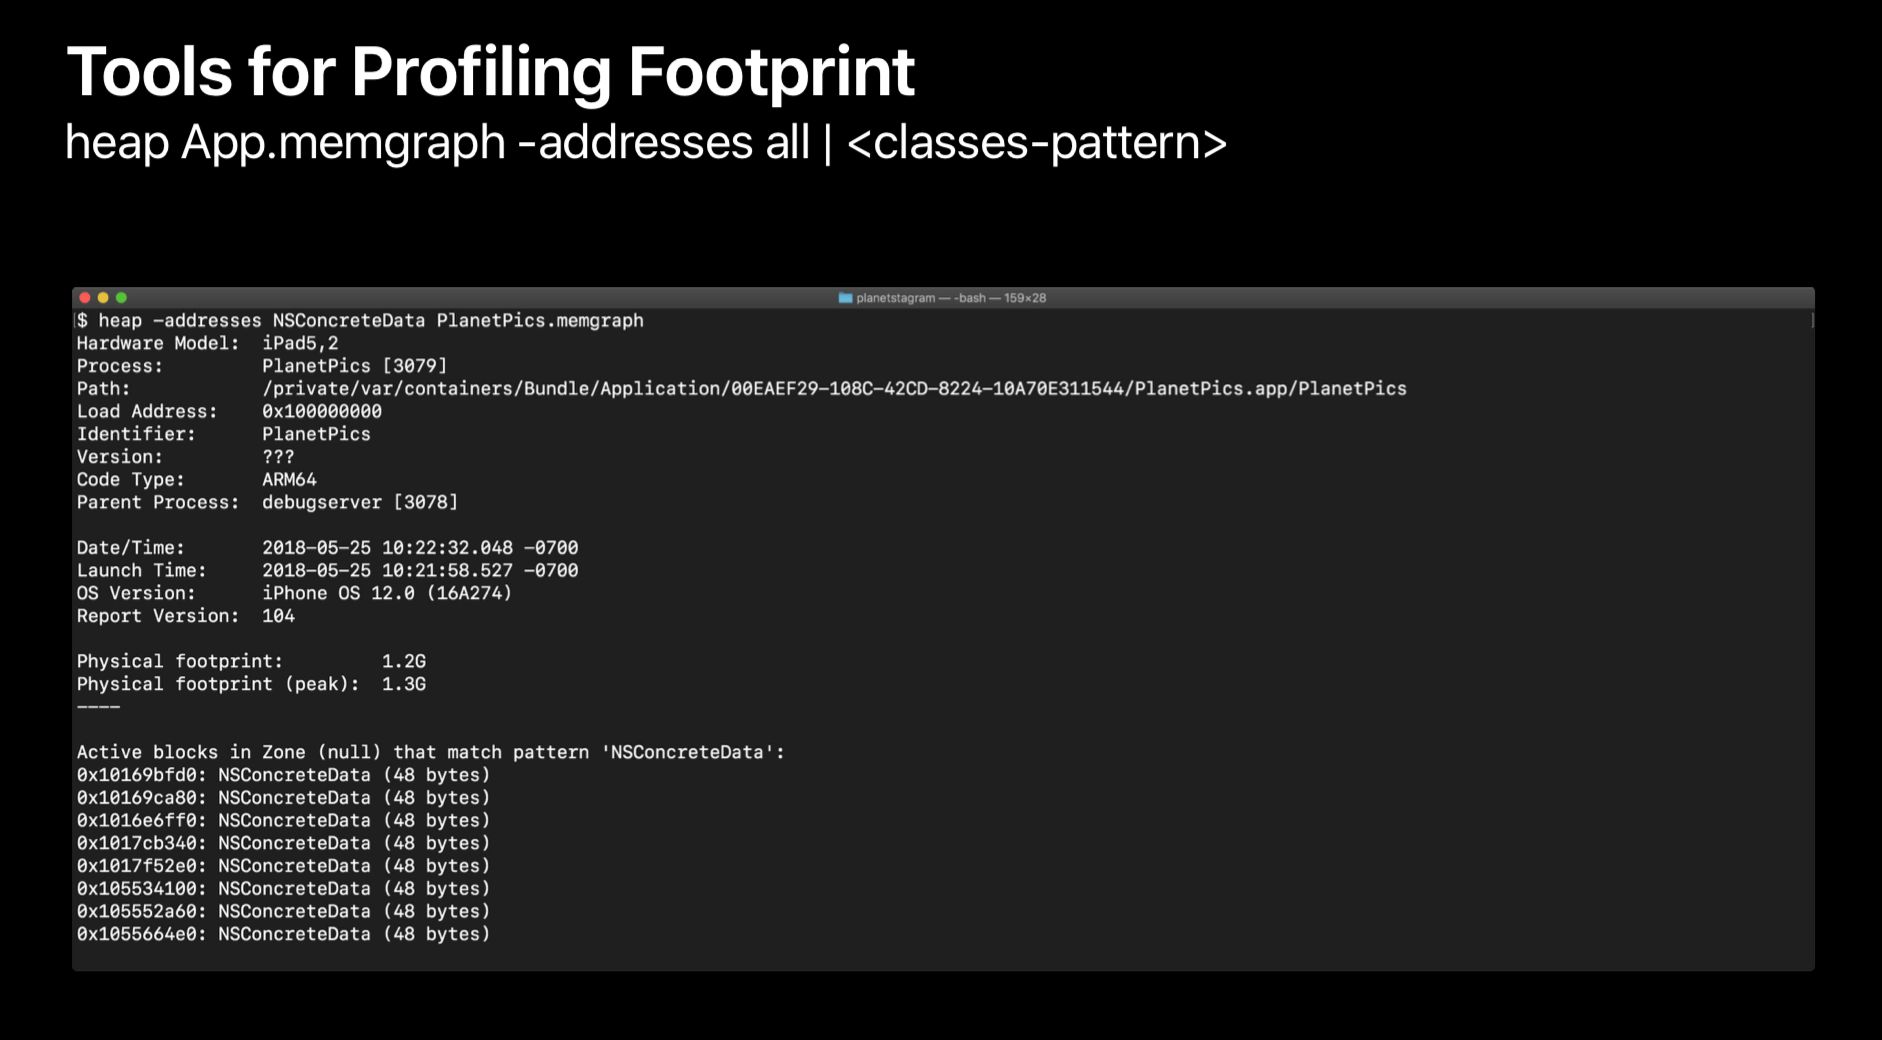 Tools for Profiling Footprint
heap App.memgraph -addresses all | <classes-pattern>
planetstagram — -bash — 159×28
$ heap -addresses NSConcreteData PlanetPics.memgraph
Hardware Model: iPad5,2
Process: PlanetPics [3079]
Path: /private/var/containers/Bundle/Application/00EAEF29-108C-42CD-8224-10A70E311544/PlanetPics.app/PlanetPics
Load Address: 0x100000000
Identifier: PlanetPics
Version: ???
Code Type: ARM64
Parent Process: debugserver [3078]
Date/Time: 2018-05-25 10:22:32.048 -0700
Launch Time: 2018-05-25 10:21:58.527 -0700
OS Version: iPhone OS 12.0 (16A274)
Report Version: 104
Physical footprint: 1.2G
Physical footprint (peak): 1.3G
----
Active blocks in Zone (null) that match pattern 'NSConcreteData':
0x10169bfd0: NSConcreteData (48 bytes)
0x10169ca80: NSConcreteData (48 bytes)
0x1016e6ff0: NSConcreteData (48 bytes)
0x1017cb340: NSConcreteData (48 bytes)
0x1017f52e0: NSConcreteData (48 bytes)
0x105534100: NSConcreteData (48 bytes)
0x105552a60: NSConcreteData (48 bytes)
0x1055664e0: NSConcreteData (48 bytes)